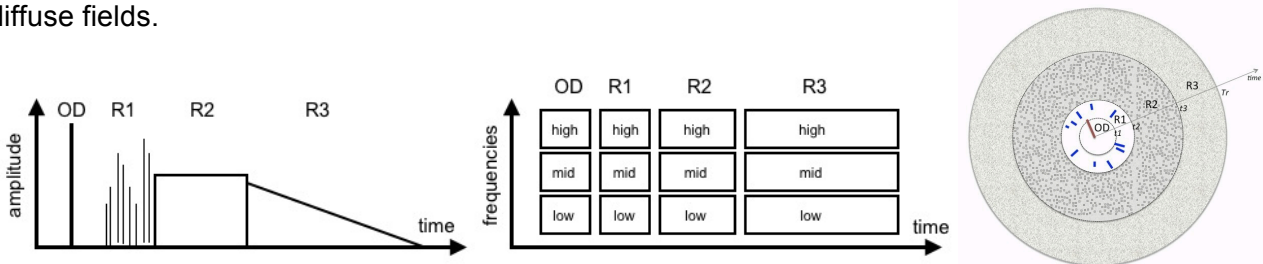 diffuse fields.
OD R1 R2 R3
amplitude
time
OD R1 R2 R3
frequencies
high high high high
mid mid mid mid
low low low low
time
time
R3
Tr
R2
t3
R1
OD
t2
t1